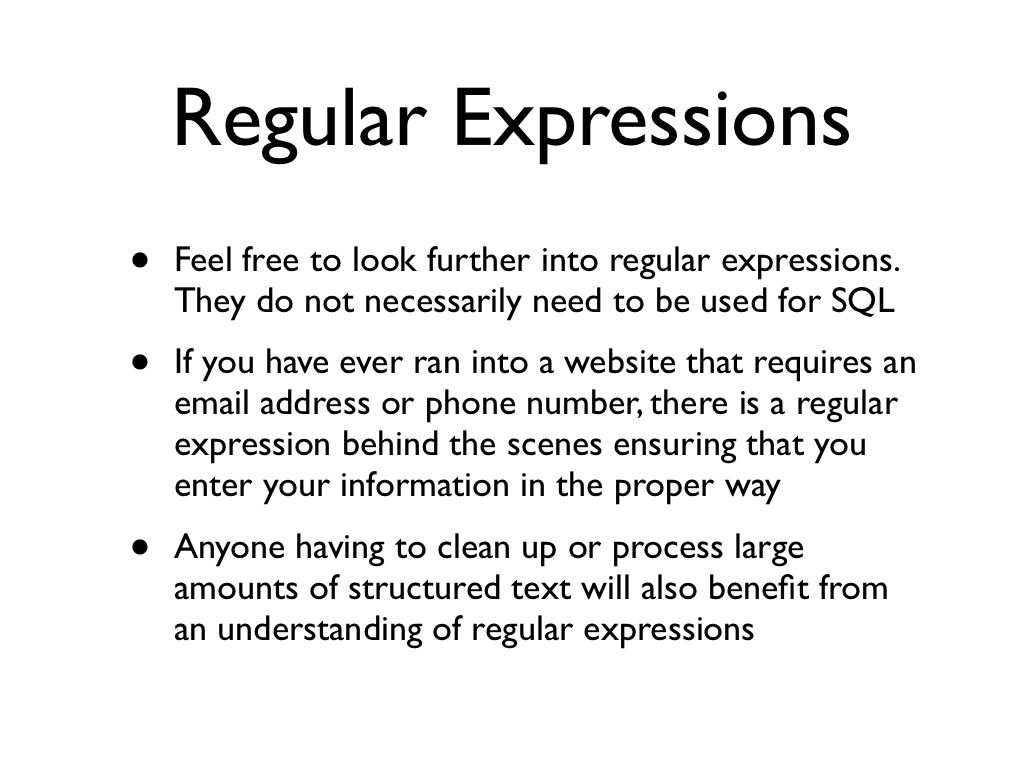 Regular Expressions
• Feel free to look further into regular expressions.
They do not necessarily need to be used for SQL
• If you have ever ran into a website that requires an
email address or phone number, there is a regular
expression behind the scenes ensuring that you
enter your information in the proper way
• Anyone having to clean up or process large
amounts of structured text will also benefit from
an understanding of regular expressions